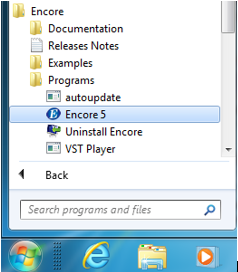 Encore
Documentation
Releases Notes
Examples
Programs
autoupdate
Encore 5
Uninstall Encore
VST Player
Back
Search programs and files